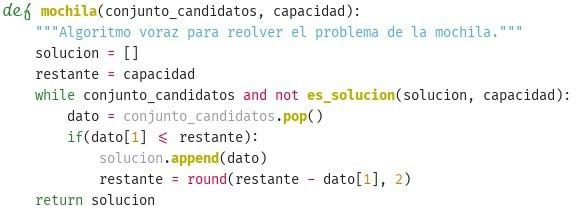 def mochila(conjunto_candidatos, capacidad):
    """Algoritmo voraz para reolver el problema de la mochila."""
    solucion = []
    restante = capacidad
    while conjunto_candidatos and not es_solucion(solucion, capacidad):
        dato = conjunto_candidatos.pop()
        if(dato[1] <= restante):
            solucion.append(dato)
            restante = round(restante - dato[1], 2)
    return solucion